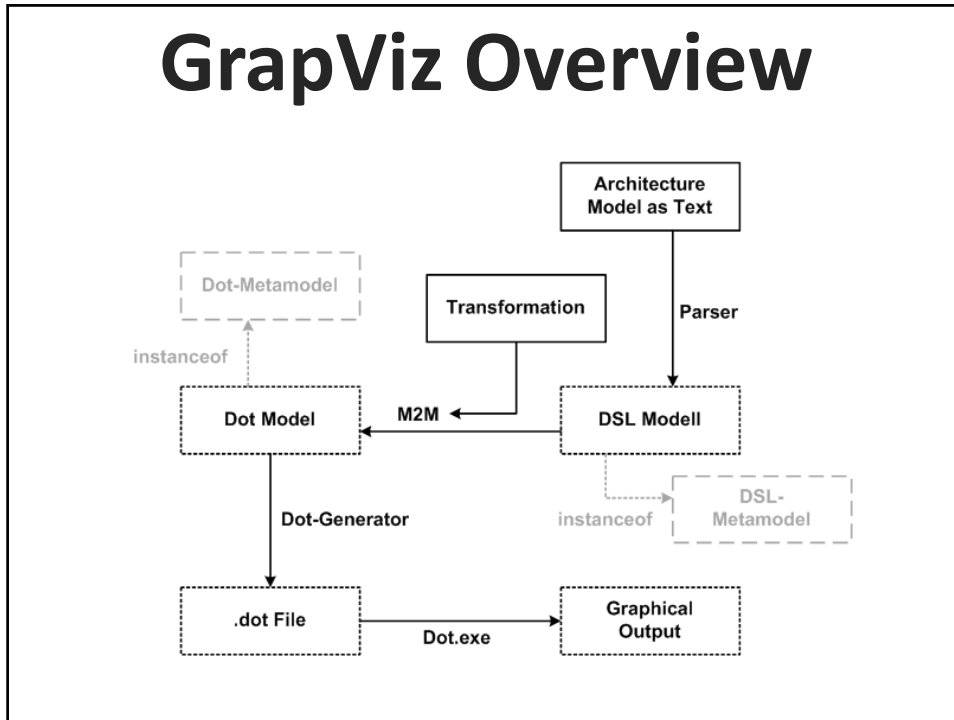 GrapViz Overview
Architecture
Model as Text
Dot-Metamodel
Transformation
Parser
instanceof
Dot Model
M2M
DSL Modell
Dot-Generator
instanceof
DSL-
Metamodel
.dot File
Dot.exe
Graphical
Output